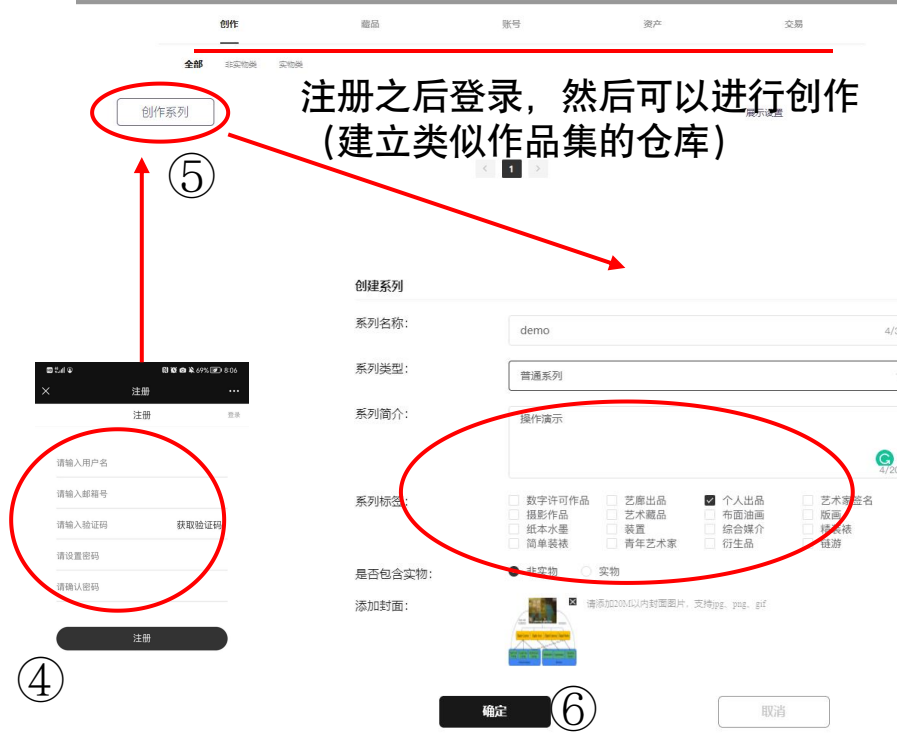 创作 藏品 账号 资产 交易
全部 非实物类 实物类
创作系列
注册之后登录，然后可以进行创作
（建立类似作品集的仓库）
展示设置
⑤
< 1 >
创建系列
系列名称：
demo 4/3
系列类型：
普通系列
系列简介：
操作演示
4/20
系列标签：
数字许可作品 艺廊出品 个人出品 艺术家签名
摄影作品 艺术藏品 布面油画 版画
纸本水墨 装置 综合媒介 精装裱
简单装裱 青年艺术家 衍生品 链游
是否包含实物：
非实物 实物
添加封面：
请添加20M以内封面图片，支持jpg、png、gif
确定 ⑥ 取消
69% 8:06
× 注册 ···
注册 登录
请输入用户名
请输入邮箱号
请输入验证码 获取验证码
请设置密码
请确认密码
注册
④